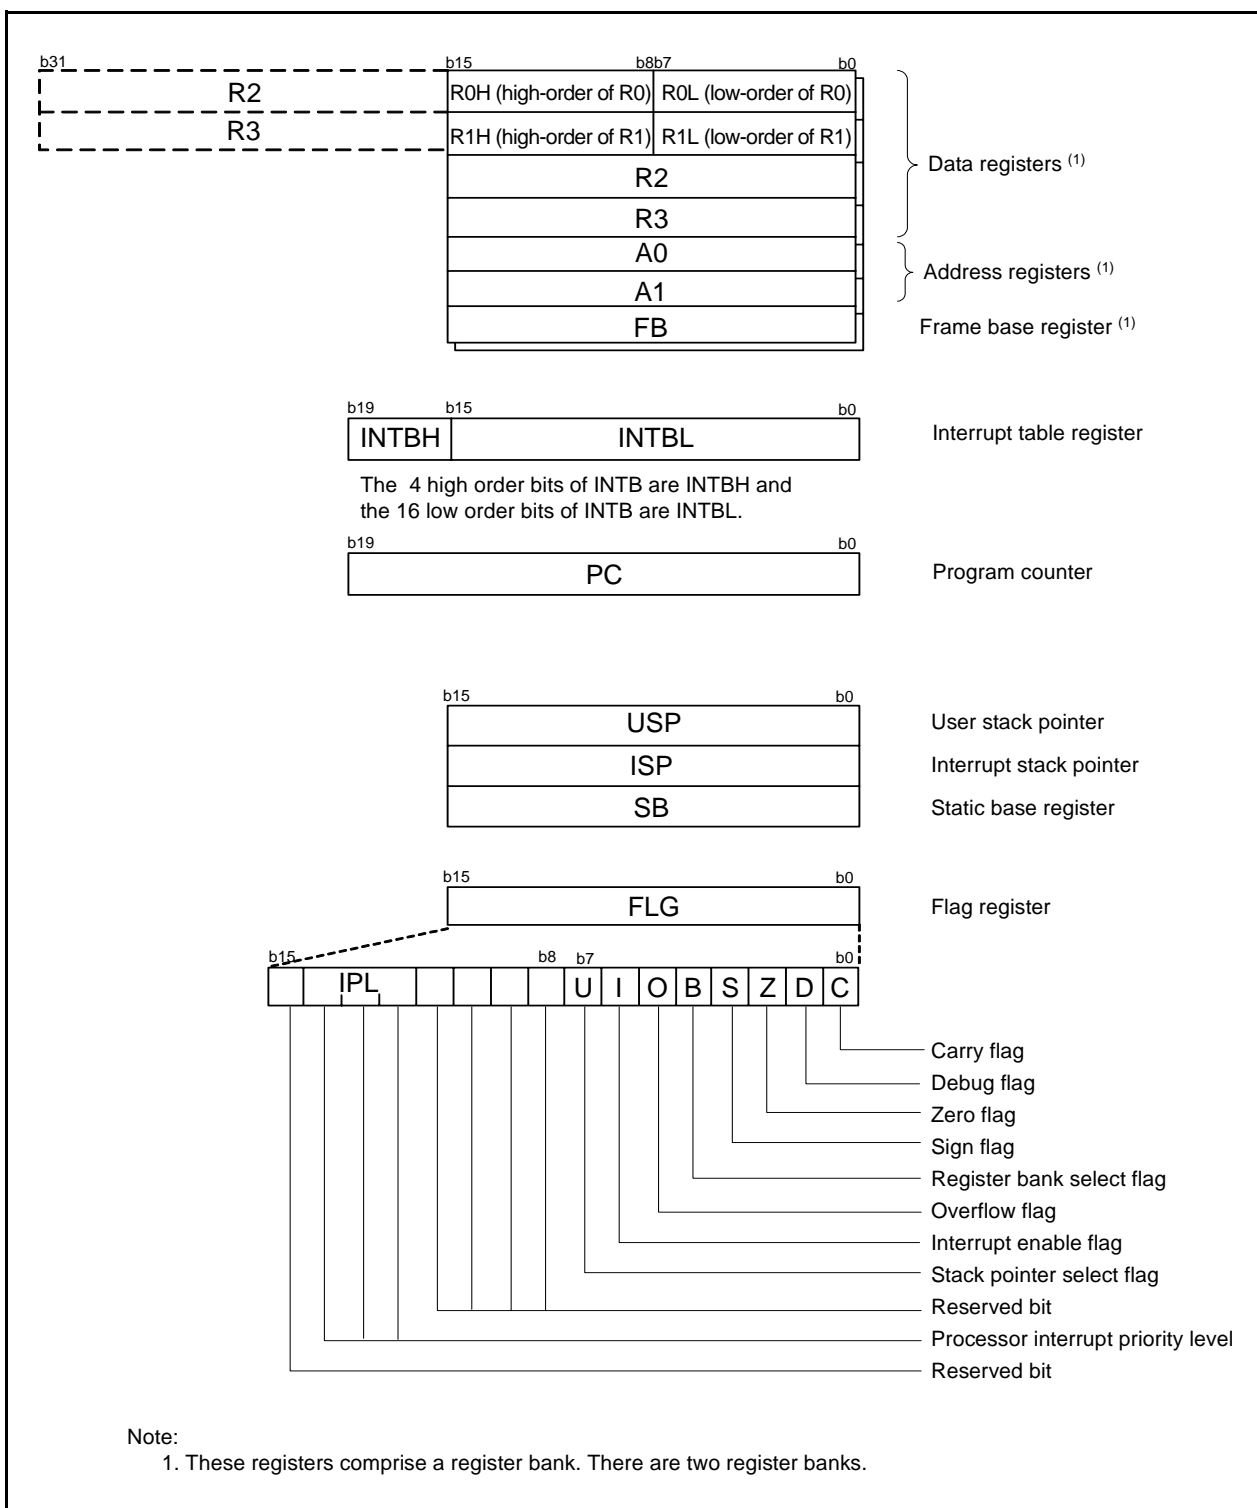 b31 b15 b8b7 b0
R2 R0H (high-order of R0) R0L (low-order of R0)
R3 R1H (high-order of R1) R1L (low-order of R1)
Data registers (1)
R2
R3
A0
Address registers (1)
A1
FB Frame base register (1)
b19 b15 b0
INTBH INTBL Interrupt table register
The 4 high order bits of INTB are INTBH and
the 16 low order bits of INTB are INTBL.
b19 b0
PC Program counter
b15 b0
USP User stack pointer
ISP Interrupt stack pointer
SB Static base register
b15 b0
FLG Flag register
b15 b8 b7 b0
IPL U I O B S Z D C
Carry flag
Debug flag
Zero flag
Sign flag
Register bank select flag
Overflow flag
Interrupt enable flag
Stack pointer select flag
Reserved bit
Processor interrupt priority level
Reserved bit
Note:
1. These registers comprise a register bank. There are two register banks.